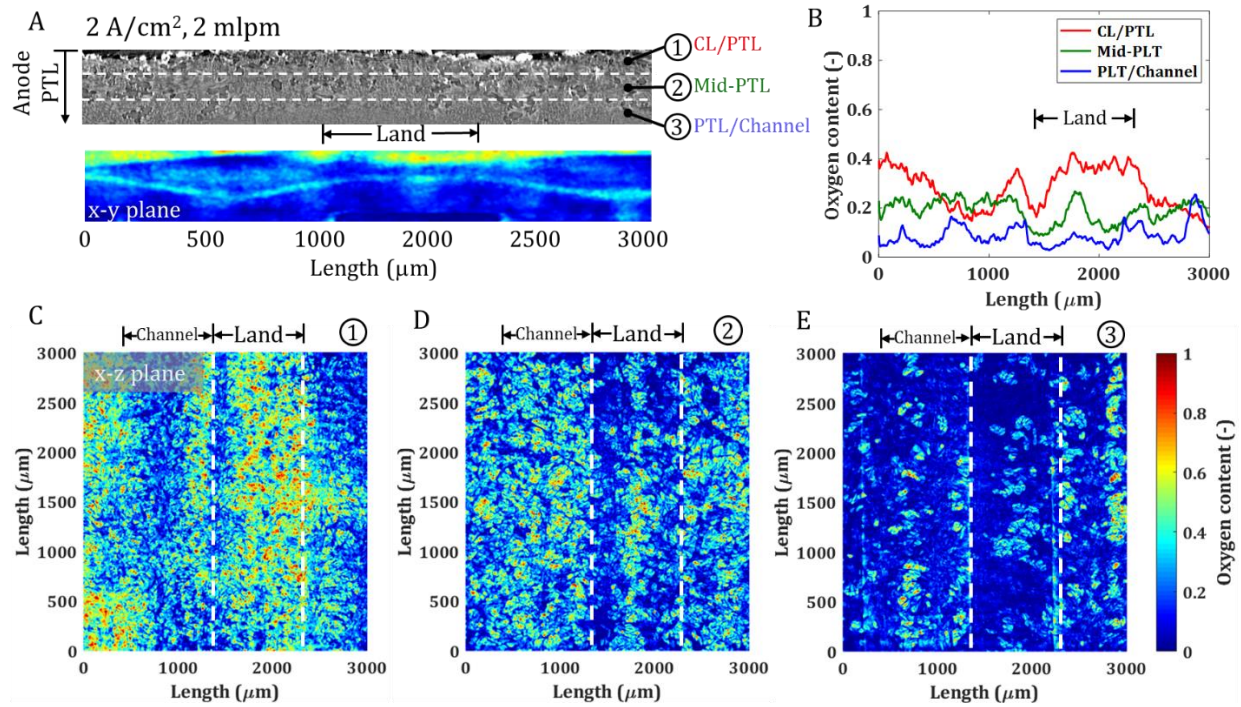 A
2 A/cm², 2 mlpm
Anode
PTL
① CL/PTL
② Mid-PTL
③ PTL/Channel
Land
x-y plane
0 500 1000 2000 2500 3000
Length (μm)
B
1
0.8
0.6
0.4
0.2
0
Oxygen content (-)
CL/PTL
Mid-PLT
PLT/Channel
Land
0 1000 2000 3000
Length (μm)
C
Channel Land ①
x-z plane
3000
2500
2000
1500
1000
500
0
Length (μm)
0 1000 2000 3000
Length (μm)
D
Channel Land ②
3000
2500
2000
1500
1000
500
0
Length (μm)
0 1000 2000 3000
Length (μm)
E
Channel Land ③
3000
2500
2000
1500
1000
500
0
Length (μm)
0 1000 2000 3000
Length (μm)
1
0.8
0.6
0.4
0.2
0
Oxygen content (-)